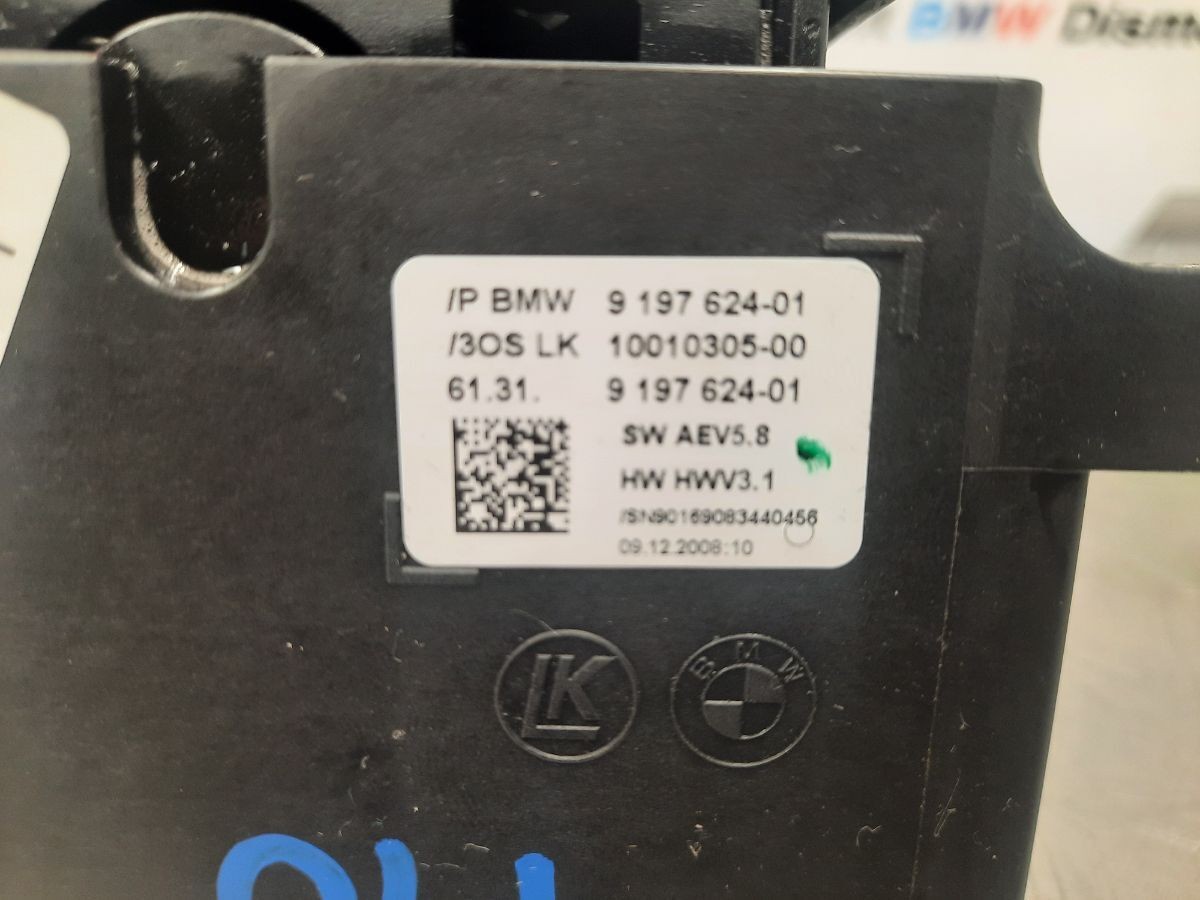 BMW Disma
/P BMW 9 197 624-01
/3OS LK 10010305-00
61.31. 9 197 624-01
SW AEV5.8
HW HWV3.1
/SN90169083440456
09.12.2008:10
LK
BMW